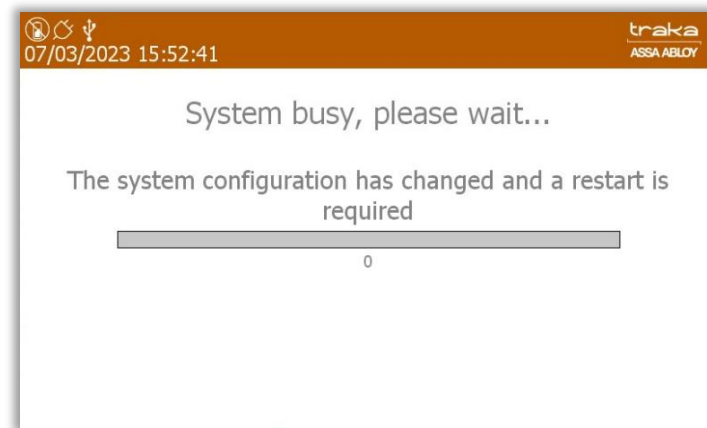 07/03/2023 15:52:41
traka
ASSA ABLOY
System busy, please wait...
The system configuration has changed and a restart is
required
0